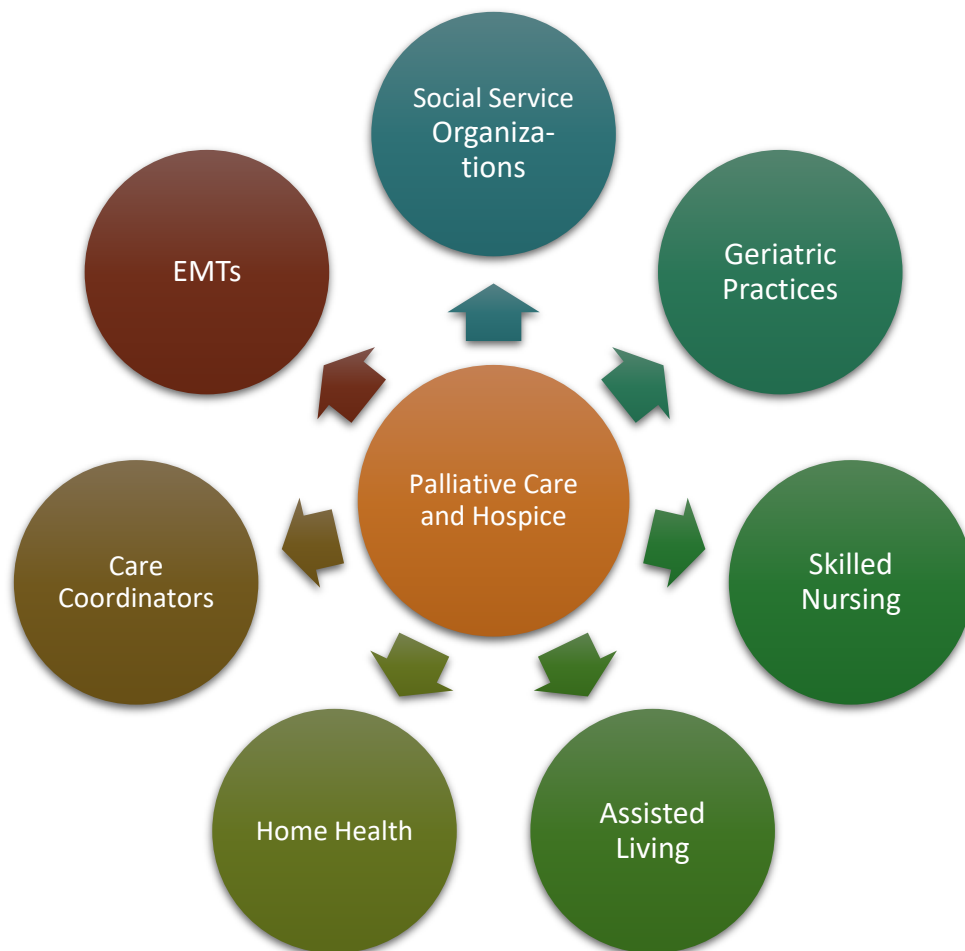 Social Service
Organiza-
tions
EMTs
Geriatric
Practices
Palliative Care
and Hospice
Care
Coordinators
Skilled
Nursing
Home Health
Assisted
Living